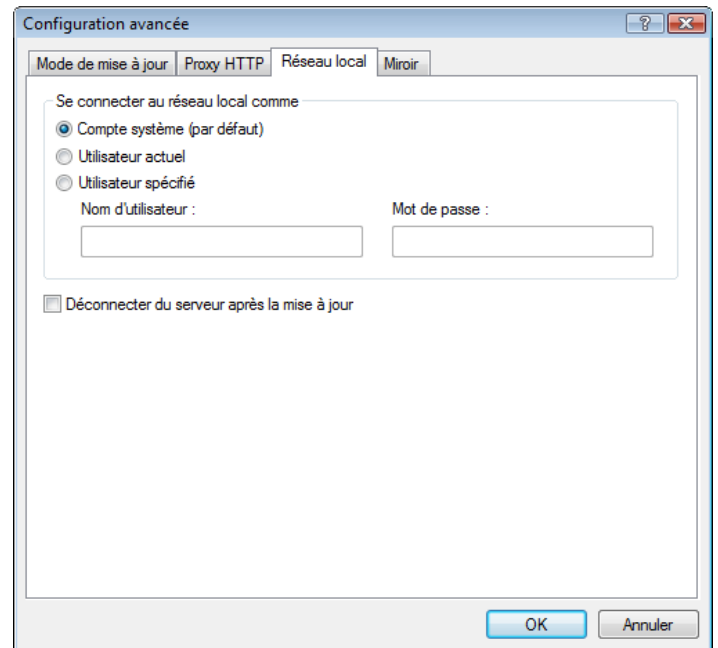 Configuration avancée
Mode de mise à jour Proxy HTTP Réseau local Miroir
Se connecter au réseau local comme
Compte système (par défaut)
Utilisateur actuel
Utilisateur spécifié
Nom d'utilisateur : Mot de passe :
Déconnecter du serveur après la mise à jour
OK Annuler